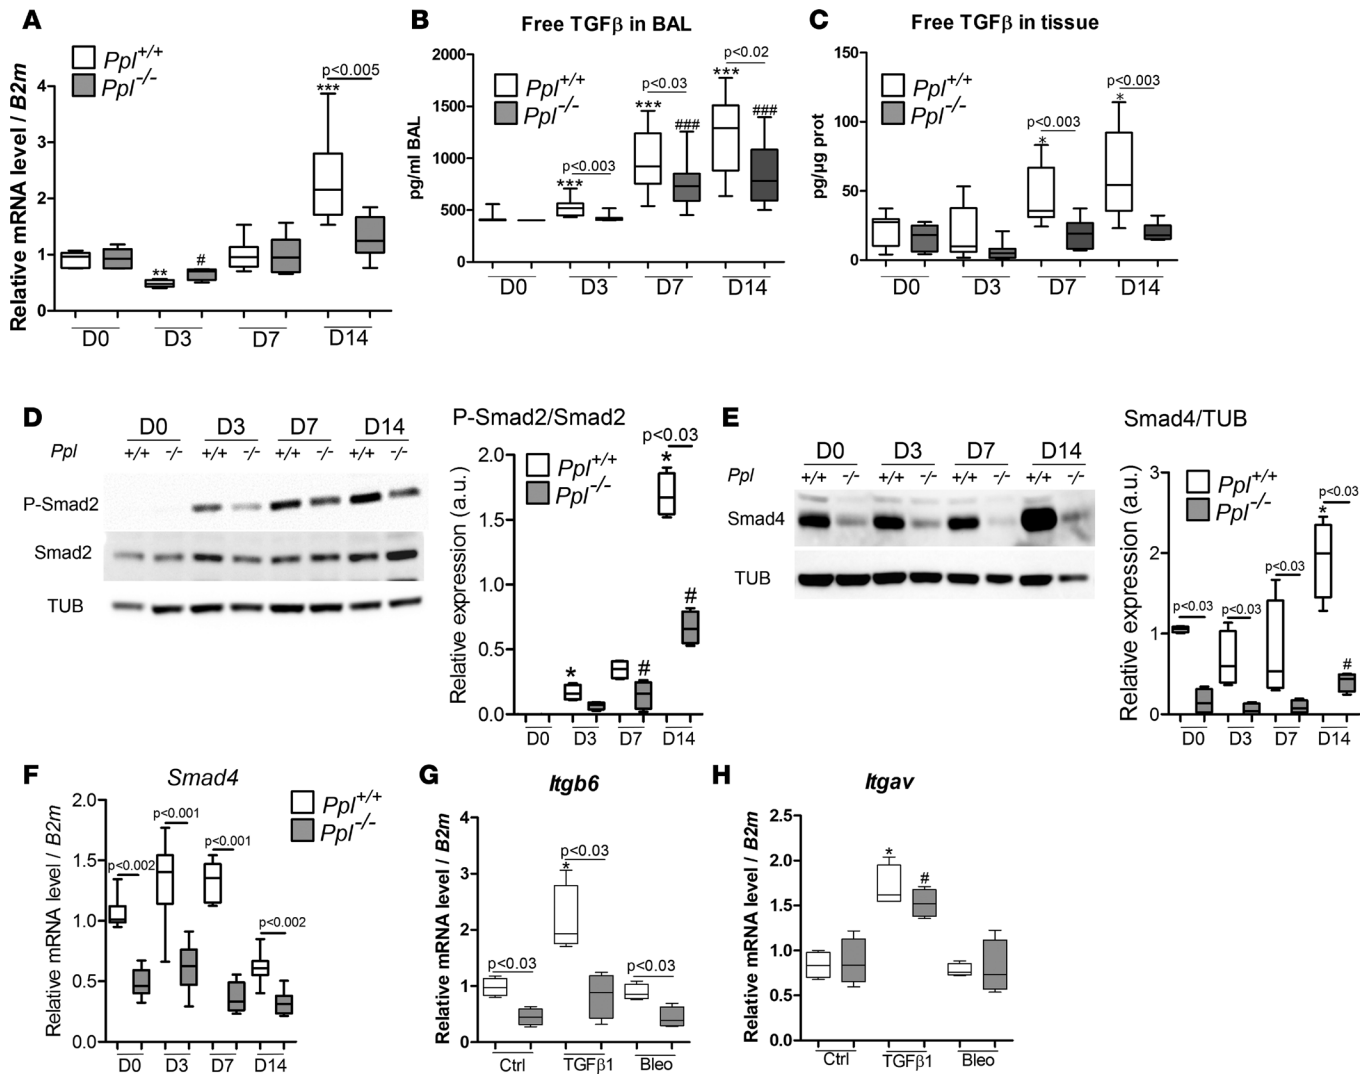 A
Ppl+/+
Ppl-/-
Relative mRNA level / B2m
4
3
2
1
0
**
#
***
p<0.005
D0 D3 D7 D14
B
Free TGFβ in BAL
Ppl+/+
Ppl-/-
pg/ml BAL
2000
1500
1000
500
0
***
p<0.003
***
p<0.03
###
***
p<0.02
###
D0 D3 D7 D14
C
Free TGFβ in tissue
Ppl+/+
Ppl-/-
pg/µg prot
150
100
50
0
p<0.003
*
p<0.003
*
D0 D3 D7 D14
D
D0 D3 D7 D14
Ppl +/+ -/- +/+ -/- +/+ -/- +/+ -/-
P-Smad2
Smad2
TUB
P-Smad2/Smad2
Ppl+/+
Ppl-/-
Relative expression (a.u.)
2.0
1.5
1.0
0.5
0.0
*
#
p<0.03
*
#
D0 D3 D7 D14
E
D0 D3 D7 D14
Ppl +/+ -/- +/+ -/- +/+ -/- +/+ -/-
Smad4
TUB
Smad4/TUB
Ppl+/+
Ppl-/-
Relative expression (a.u.)
3
2
1
0
p<0.03
p<0.03
p<0.03
p<0.03
*
#
D0 D3 D7 D14
F
Smad4
Ppl+/+
Ppl-/-
Relative mRNA level / B2m
2.0
1.5
1.0
0.5
0.0
p<0.002
p<0.001
p<0.001
p<0.002
D0 D3 D7 D14
G
Itgb6
Relative mRNA level / B2m
4
3
2
1
0
p<0.03
p<0.03
*
p<0.03
Ctrl TGFβ1 Bleo
H
Itgav
Relative mRNA level / B2m
2.5
2.0
1.5
1.0
0.5
0.0
*
#
Ctrl TGFβ1 Bleo